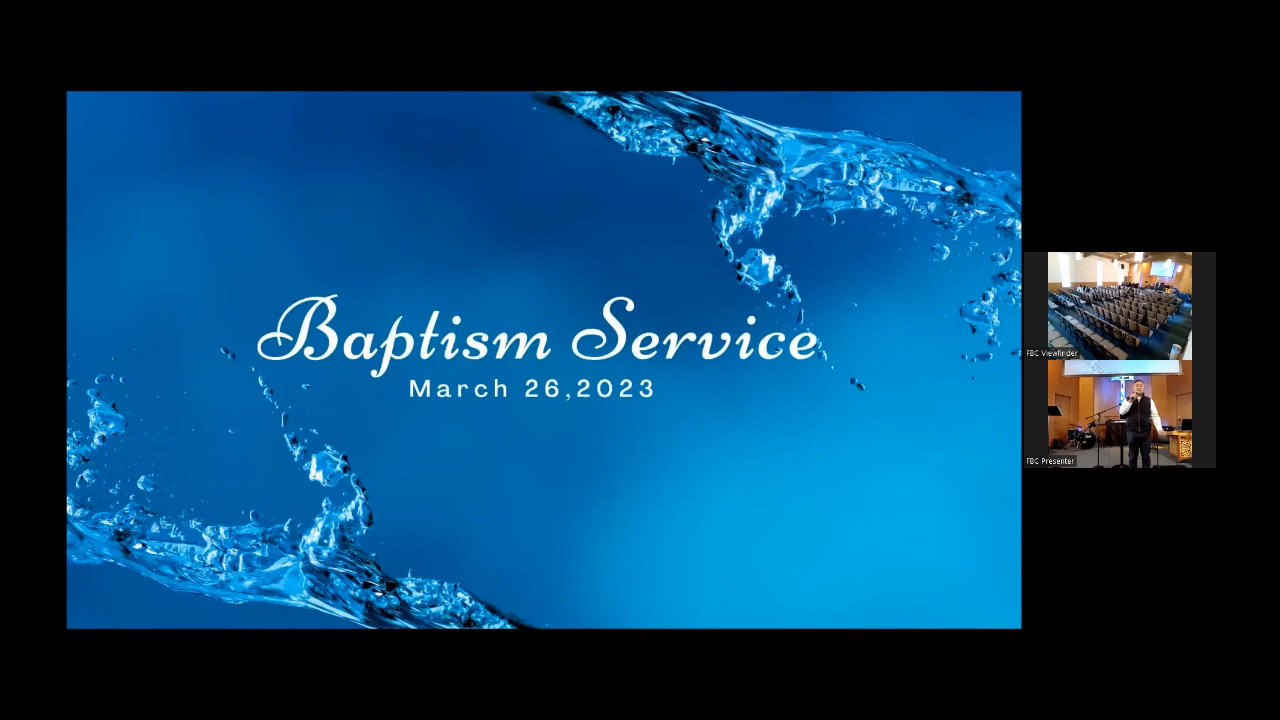 Baptism Service
March 26,2023
FBC Viewfinder
FBC Presenter